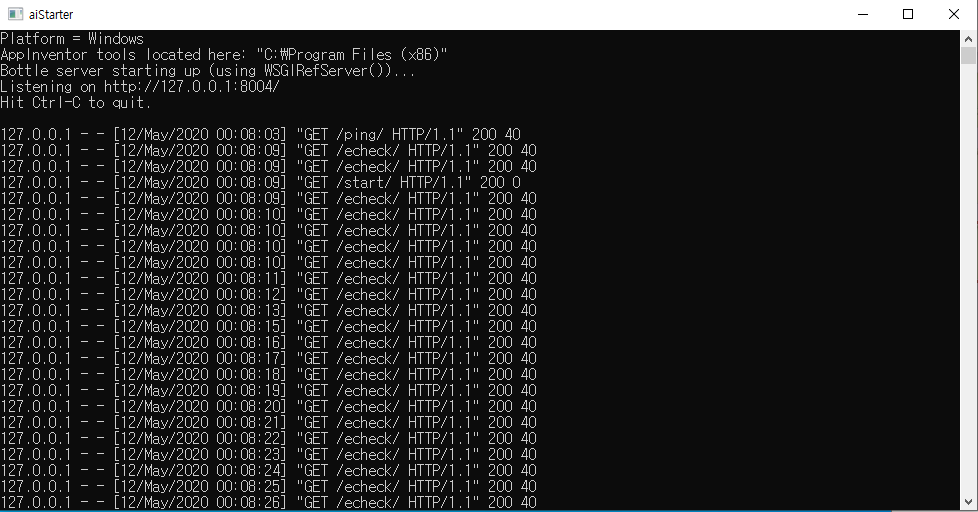 aiStarter
Platform = Windows
AppInventor tools located here: "C:₩Program Files (x86)"
Bottle server starting up (using WSGIRefServer())...
Listening on http://127.0.0.1:8004/
Hit Ctrl-C to quit.
127.0.0.1 - - [12/May/2020 00:08:03] "GET /ping/ HTTP/1.1" 200 40
127.0.0.1 - - [12/May/2020 00:08:09] "GET /echeck/ HTTP/1.1" 200 40
127.0.0.1 - - [12/May/2020 00:08:09] "GET /echeck/ HTTP/1.1" 200 40
127.0.0.1 - - [12/May/2020 00:08:09] "GET /start/ HTTP/1.1" 200 0
127.0.0.1 - - [12/May/2020 00:08:09] "GET /echeck/ HTTP/1.1" 200 40
127.0.0.1 - - [12/May/2020 00:08:10] "GET /echeck/ HTTP/1.1" 200 40
127.0.0.1 - - [12/May/2020 00:08:10] "GET /echeck/ HTTP/1.1" 200 40
127.0.0.1 - - [12/May/2020 00:08:10] "GET /echeck/ HTTP/1.1" 200 40
127.0.0.1 - - [12/May/2020 00:08:10] "GET /echeck/ HTTP/1.1" 200 40
127.0.0.1 - - [12/May/2020 00:08:11] "GET /echeck/ HTTP/1.1" 200 40
127.0.0.1 - - [12/May/2020 00:08:12] "GET /echeck/ HTTP/1.1" 200 40
127.0.0.1 - - [12/May/2020 00:08:13] "GET /echeck/ HTTP/1.1" 200 40
127.0.0.1 - - [12/May/2020 00:08:15] "GET /echeck/ HTTP/1.1" 200 40
127.0.0.1 - - [12/May/2020 00:08:16] "GET /echeck/ HTTP/1.1" 200 40
127.0.0.1 - - [12/May/2020 00:08:17] "GET /echeck/ HTTP/1.1" 200 40
127.0.0.1 - - [12/May/2020 00:08:18] "GET /echeck/ HTTP/1.1" 200 40
127.0.0.1 - - [12/May/2020 00:08:19] "GET /echeck/ HTTP/1.1" 200 40
127.0.0.1 - - [12/May/2020 00:08:20] "GET /echeck/ HTTP/1.1" 200 40
127.0.0.1 - - [12/May/2020 00:08:21] "GET /echeck/ HTTP/1.1" 200 40
127.0.0.1 - - [12/May/2020 00:08:22] "GET /echeck/ HTTP/1.1" 200 40
127.0.0.1 - - [12/May/2020 00:08:23] "GET /echeck/ HTTP/1.1" 200 40
127.0.0.1 - - [12/May/2020 00:08:24] "GET /echeck/ HTTP/1.1" 200 40
127.0.0.1 - - [12/May/2020 00:08:25] "GET /echeck/ HTTP/1.1" 200 40
127.0.0.1 - - [12/May/2020 00:08:26] "GET /echeck/ HTTP/1.1" 200 40